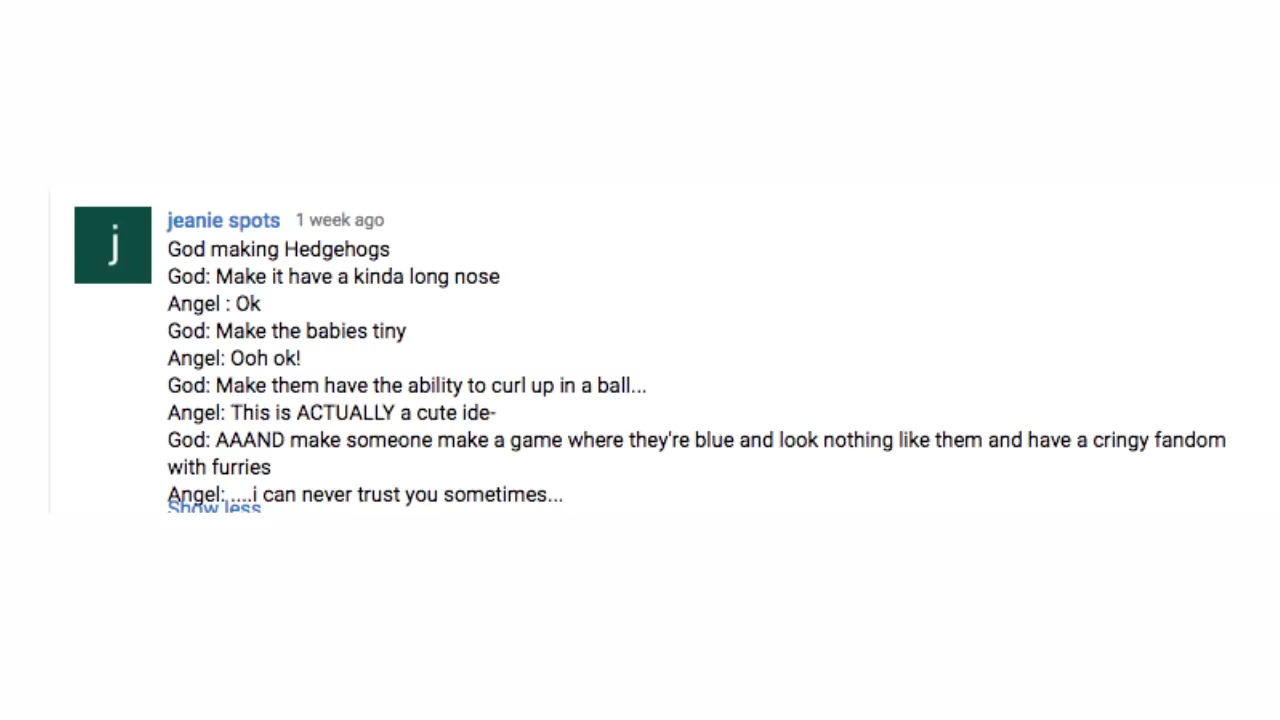 j
jeanie spots 1 week ago
God making Hedgehogs
God: Make it have a kinda long nose
Angel : Ok
God: Make the babies tiny
Angel: Ooh ok!
God: Make them have the ability to curl up in a ball...
Angel: This is ACTUALLY a cute ide-
God: AAAND make someone make a game where they're blue and look nothing like them and have a cringy fandom
with furries
Angel: ....i can never trust you sometimes...
Show less